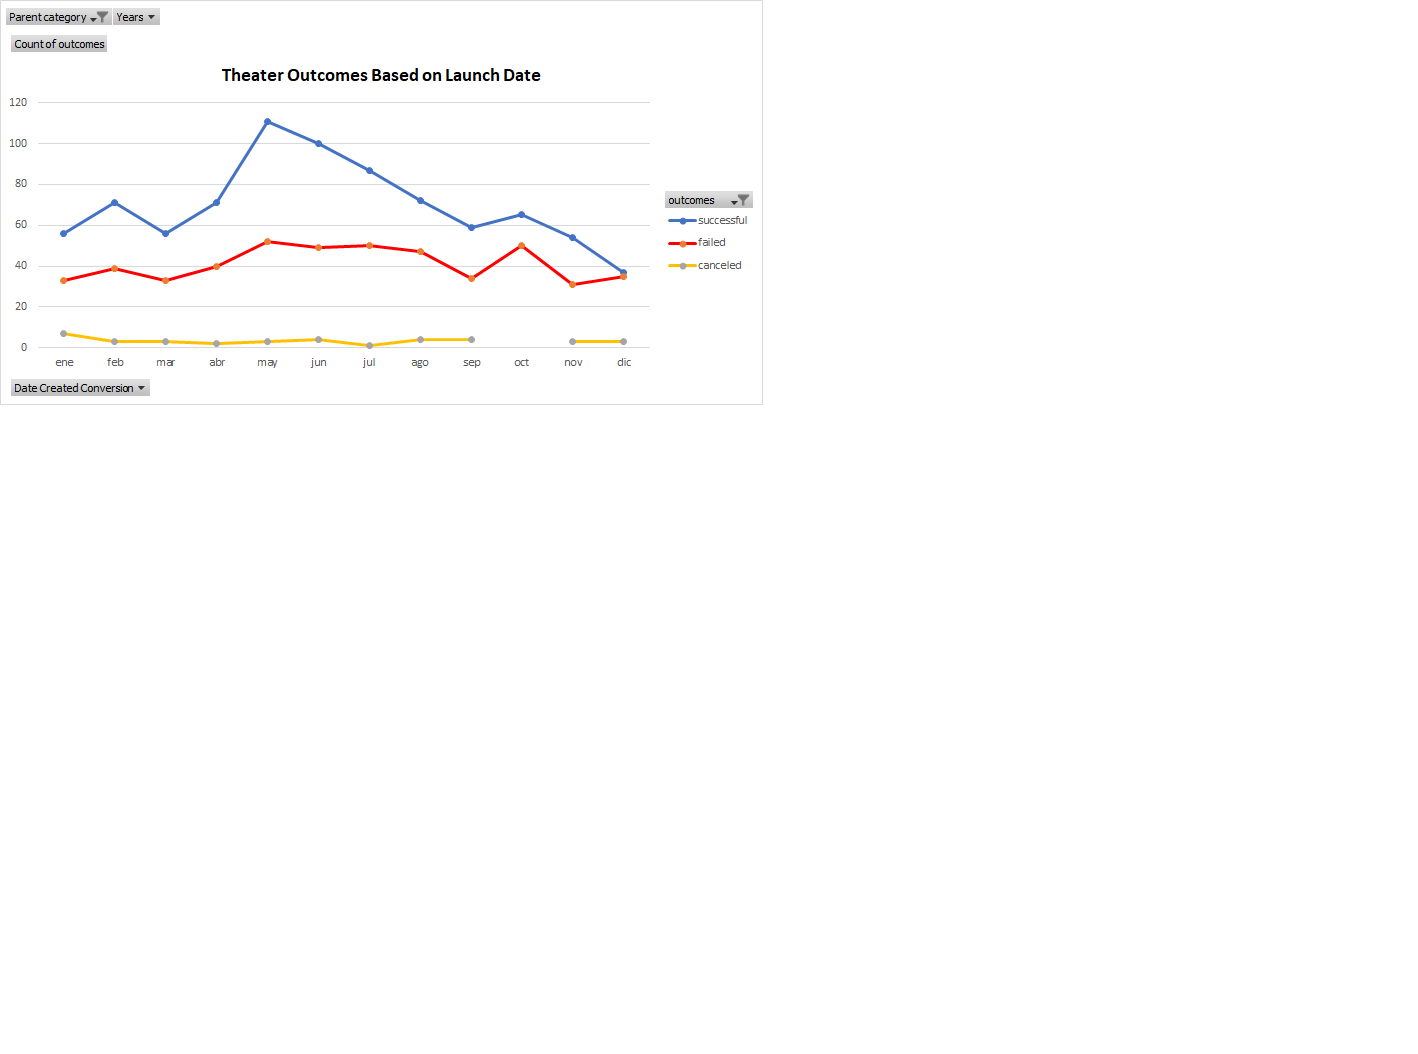 Parent category Years
Count of outcomes
Theater Outcomes Based on Launch Date
120
100
80
60
40
20
0
ene feb mar abr may jun jul ago sep oct nov dic
outcomes
successful
failed
canceled
Date Created Conversion